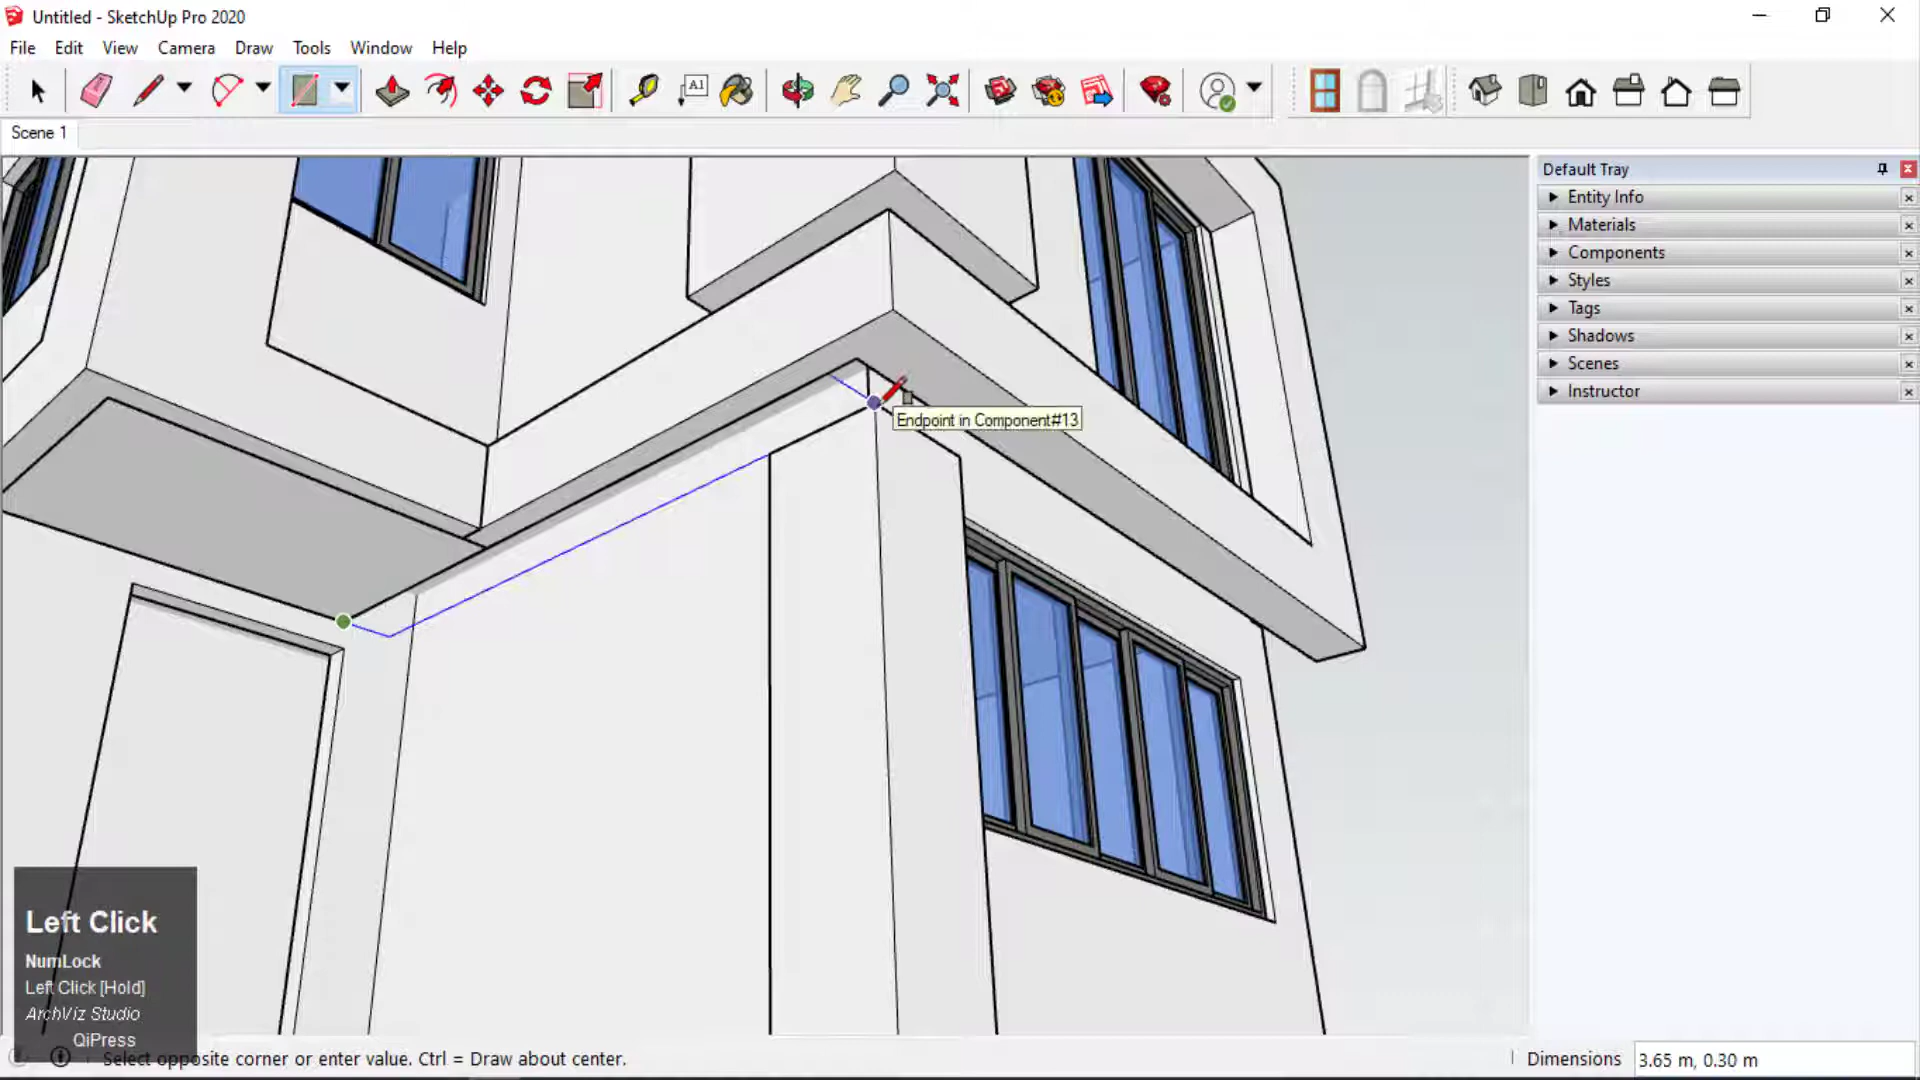 Untitled - SketchUp Pro 2020
File Edit View Camera Draw Tools Window Help
A1
Scene 1
Default Tray
Entity Info
Materials
Components
Styles
Tags
Shadows
Scenes
Instructor
Endpoint in Component#13
Left Click
NumLock
Left Click [Hold]
ArchViz Studio
QiPress
Select opposite corner or enter value. Ctrl = Draw about center.
Dimensions 3.65 m, 0.30 m